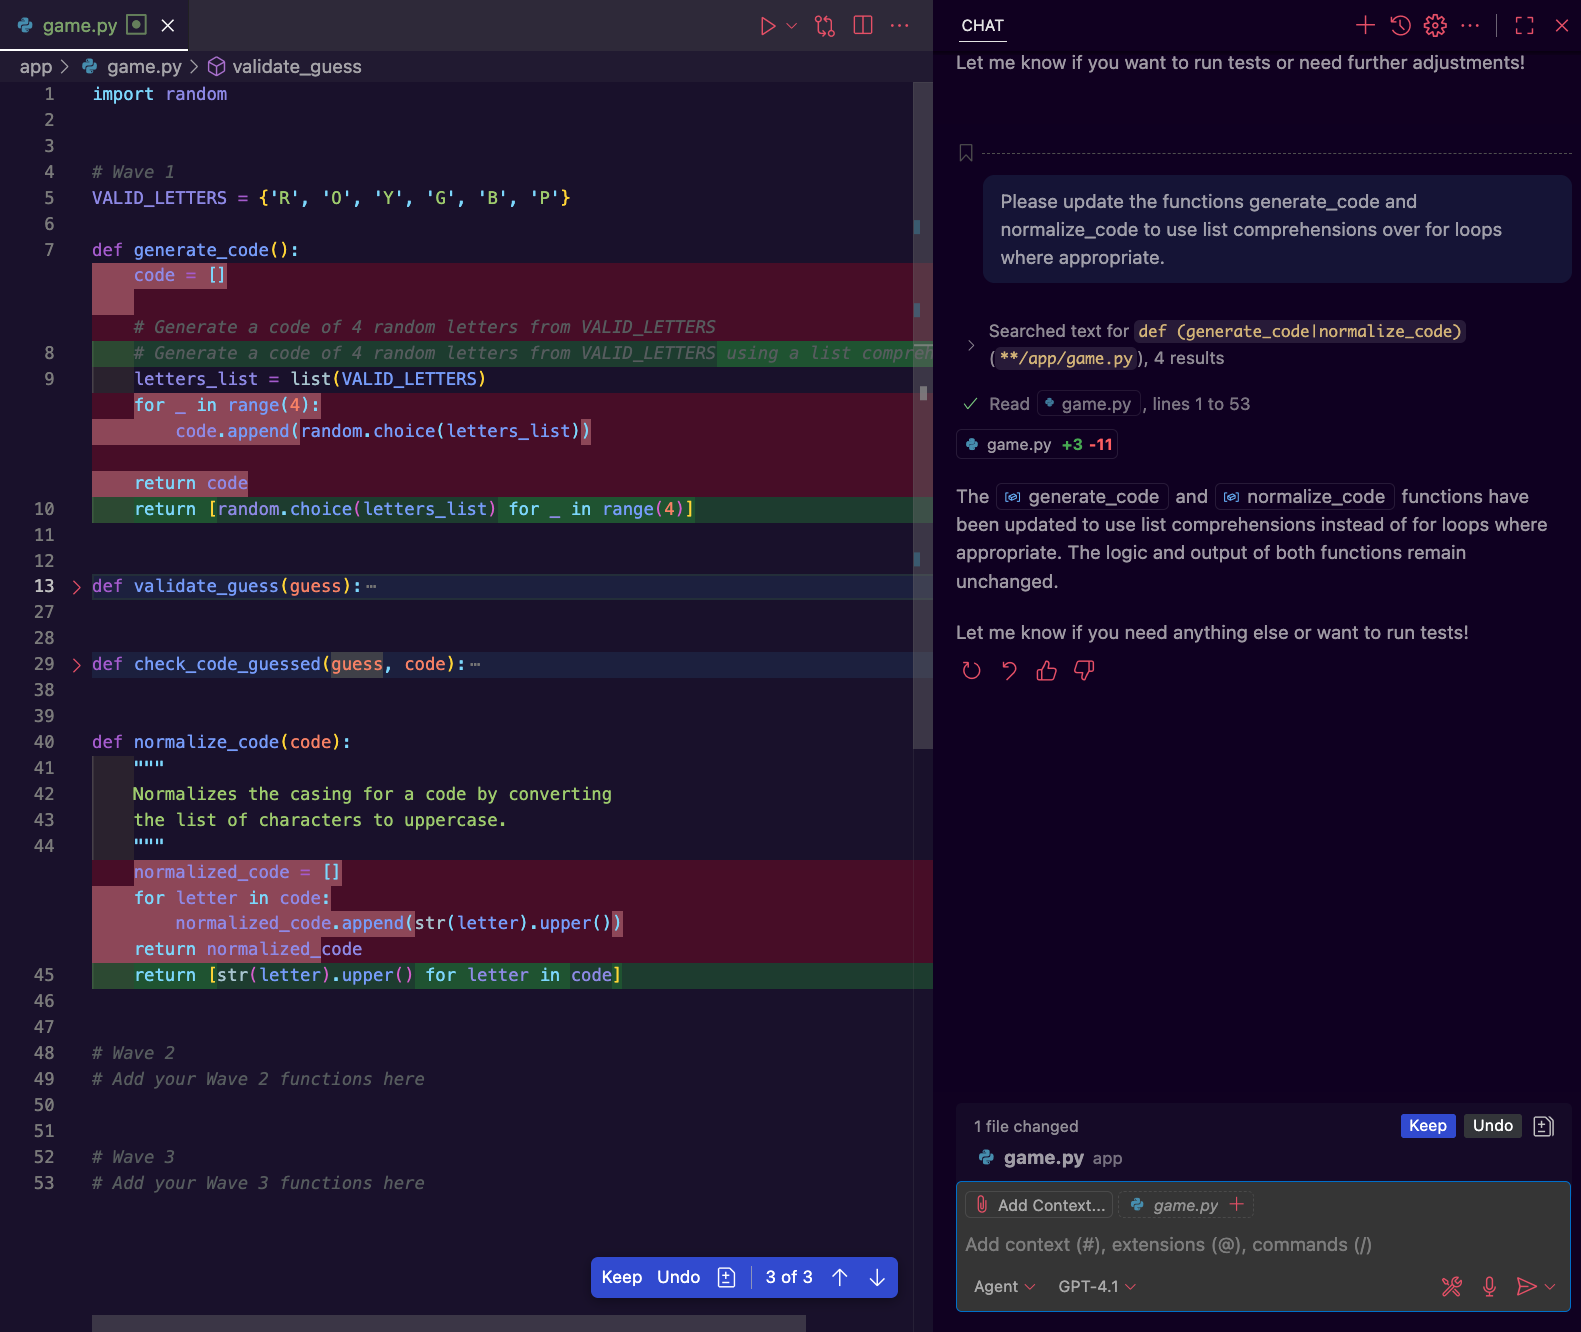 game.py
app > game.py > validate_guess
1 import random
2
3
4 # Wave 1
5 VALID_LETTERS = {'R', 'O', 'Y', 'G', 'B', 'P'}
6
7 def generate_code():
code = []
# Generate a code of 4 random letters from VALID_LETTERS
8 # Generate a code of 4 random letters from VALID_LETTERS using a list compreh
9 letters_list = list(VALID_LETTERS)
for _ in range(4):
code.append(random.choice(letters_list))
return code
10 return [random.choice(letters_list) for _ in range(4)]
11
12
13 def validate_guess(guess):…
27
28
29 def check_code_guessed(guess, code):…
38
39
40 def normalize_code(code):
41 """
42 Normalizes the casing for a code by converting
43 the list of characters to uppercase.
44 """
normalized_code = []
for letter in code:
normalized_code.append(str(letter).upper())
return normalized_code
45 return [str(letter).upper() for letter in code]
46
47
48 # Wave 2
49 # Add your Wave 2 functions here
50
51
52 # Wave 3
53 # Add your Wave 3 functions here
Keep Undo 3 of 3
CHAT
Let me know if you want to run tests or need further adjustments!
Please update the functions generate_code and
normalize_code to use list comprehensions over for loops
where appropriate.
Searched text for def (generate_code|normalize_code)
(**/app/game.py), 4 results
Read game.py, lines 1 to 53
game.py +3 -11
The generate_code and normalize_code functions have
been updated to use list comprehensions instead of for loops where
appropriate. The logic and output of both functions remain
unchanged.
Let me know if you need anything else or want to run tests!
1 file changed Keep Undo
game.py app
Add Context... game.py +
Add context (#), extensions (@), commands (/)
Agent GPT-4.1